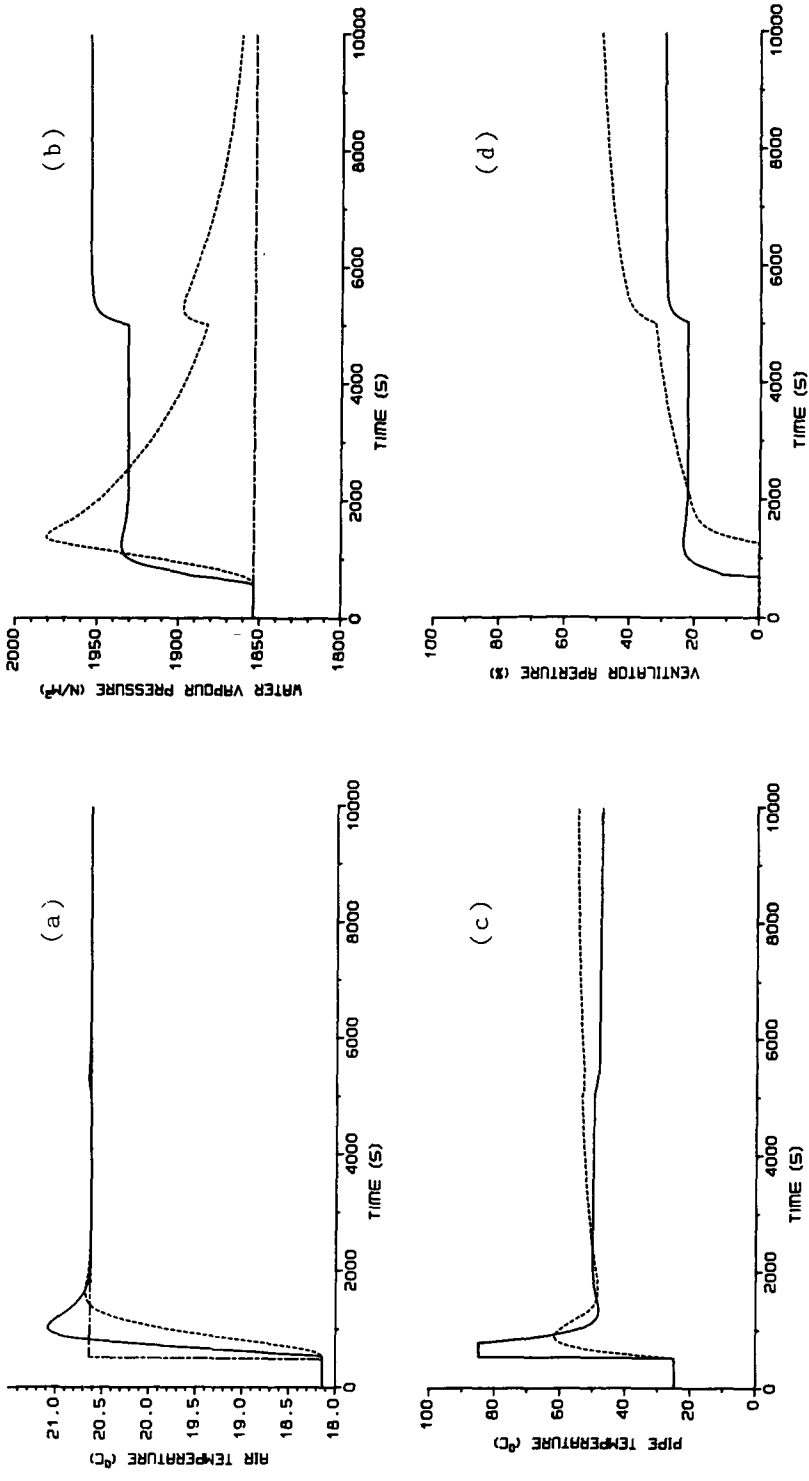 (a)
AIR TEMPERATURE (⁰C)
21.0
20.5
20.0
19.5
19.0
18.5
18.0
0 2000 4000 6000 8000 10000
TIME (S)
(b)
WATER VAPOUR PRESSURE (N/M²)
2000
1950
1900
1850
1800
0 2000 4000 6000 8000 10000
TIME (S)
(c)
PIPE TEMPERATURE (⁰C)
100
80
60
40
20
0
0 2000 4000 6000 8000 10000
TIME (S)
(d)
VENTILATOR APERTURE (%)
100
80
60
40
20
0
0 2000 4000 6000 8000 10000
TIME (S)